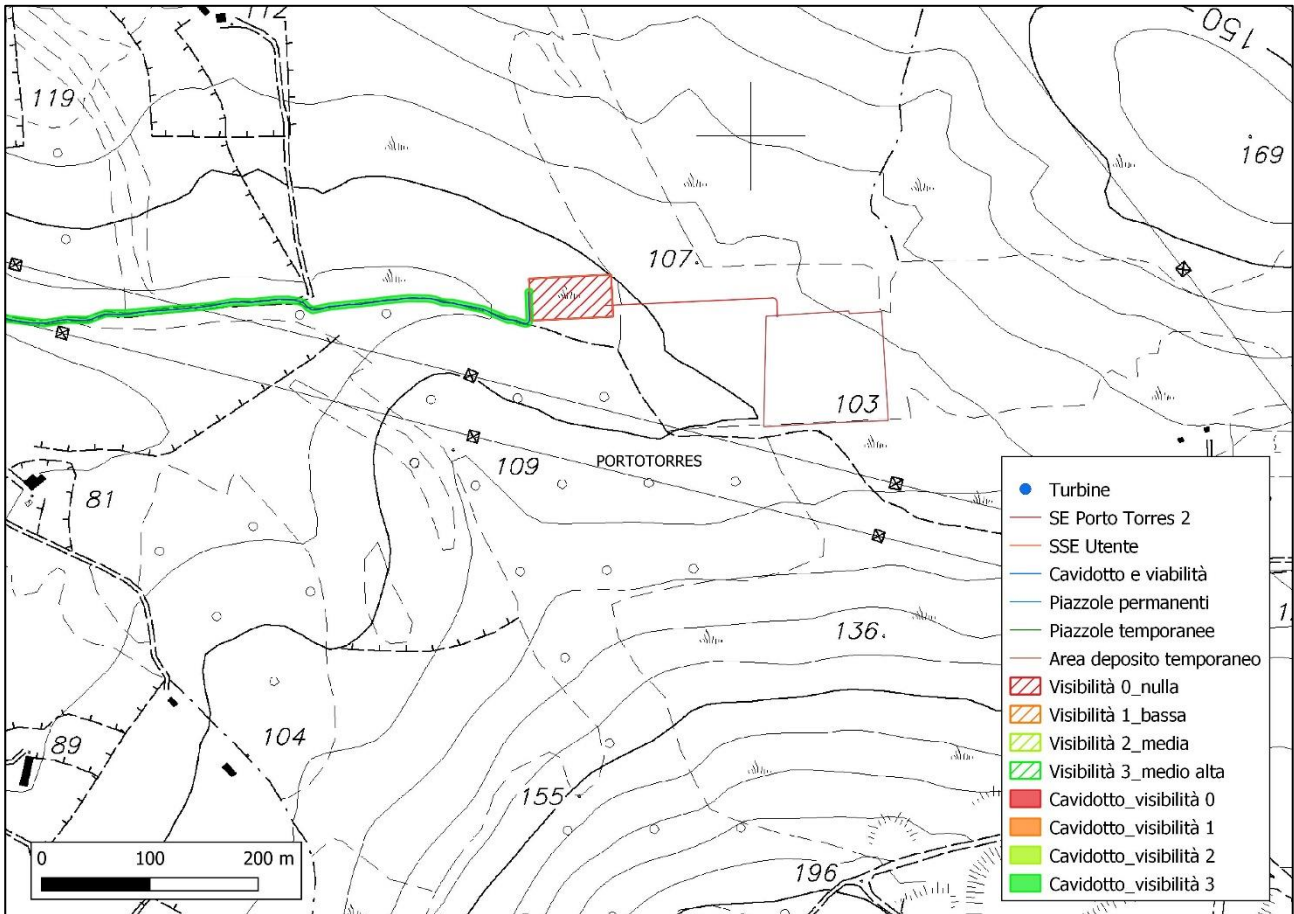 112
150
119
169
107.
103
109
PORTOTORRES
81
Turbine
SE Porto Torres 2
SSE Utente
Cavidotto e viabilità
Piazzole permanenti
Piazzole temporanee
Area deposito temporaneo
Visibilità 0_nulla
Visibilità 1_bassa
Visibilità 2_media
Visibilità 3_medio alta
Cavidotto_visibilità 0
Cavidotto_visibilità 1
Cavidotto_visibilità 2
Cavidotto_visibilità 3
136.
104
89
155
196
0 100 200 m